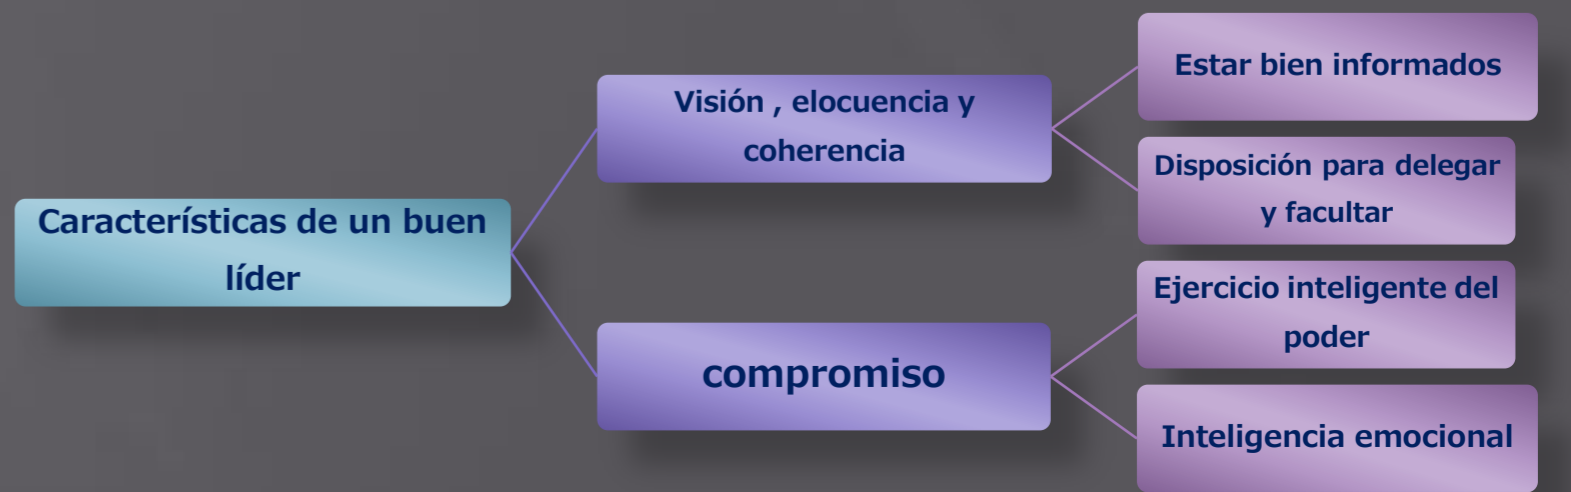 Características de un buen
líder
Visión , elocuencia y
coherencia
Estar bien informados
Disposición para delegar
y facultar
compromiso
Ejercicio inteligente del
poder
Inteligencia emocional